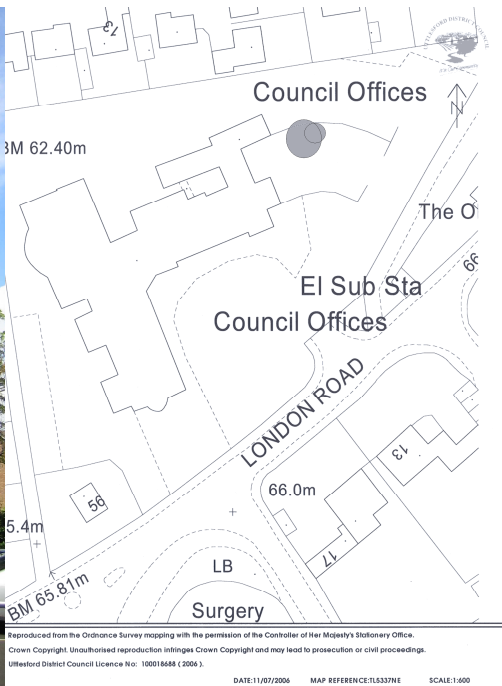 73
Council Offices
N
BM 62.40m
The O
66
El Sub Sta
Council Offices
LONDON ROAD
13
66.0m
56
5.4m
17
BM 65.81m
LB
Surgery
Reproduced from the Ordnance Survey mapping with the permission of the Controller of Her Majesty's Stationery Office.
Crown Copyright. Unauthorised reproduction infringes Crown Copyright and may lead to prosecution or civil proceedings.
Uttlesford District Council Licence No: 100018688 ( 2006 ).
DATE:11/07/2006 MAP REFERENCE:TL5337NE SCALE:1:600